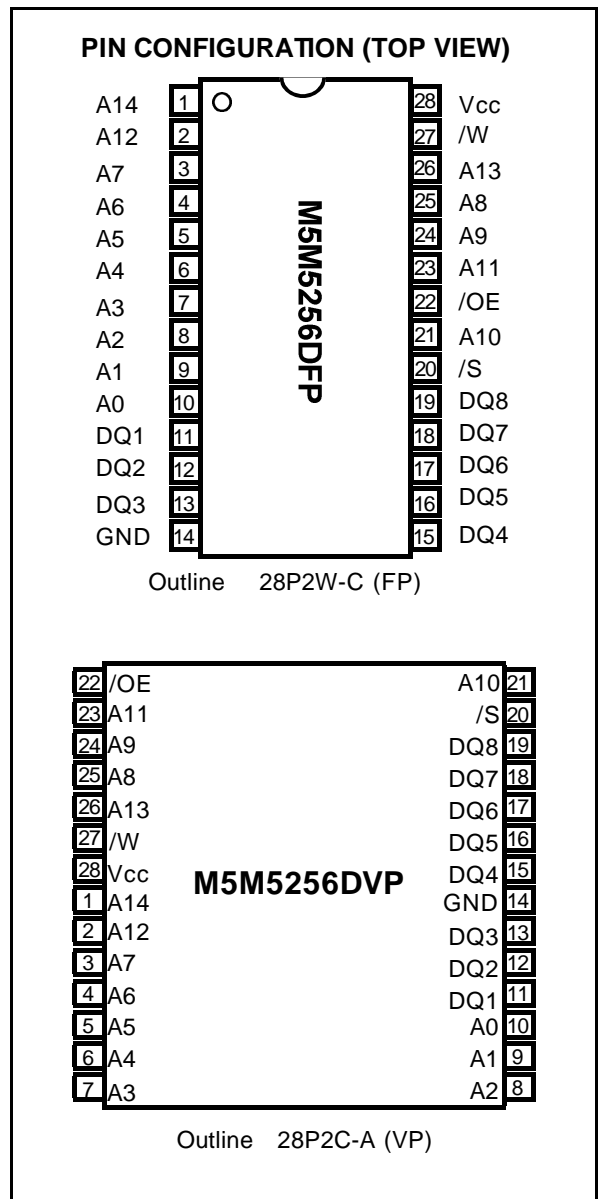 PIN CONFIGURATION (TOP VIEW)
A14 1 28 Vcc
A12 2 27 /W
A7 3 26 A13
A6 4 25 A8
A5 5 24 A9
A4 6 23 A11
A3 7 22 /OE
A2 8 21 A10
A1 9 20 /S
A0 10 19 DQ8
DQ1 11 18 DQ7
DQ2 12 17 DQ6
DQ3 13 16 DQ5
GND 14 15 DQ4
M5M5256DFP
Outline 28P2W-C (FP)
22 /OE A10 21
23 A11 /S 20
24 A9 DQ8 19
25 A8 DQ7 18
26 A13 DQ6 17
27 /W DQ5 16
28 Vcc DQ4 15
M5M5256DVP
1 A14 GND 14
2 A12 DQ3 13
3 A7 DQ2 12
4 A6 DQ1 11
5 A5 A0 10
6 A4 A1 9
7 A3 A2 8
Outline 28P2C-A (VP)